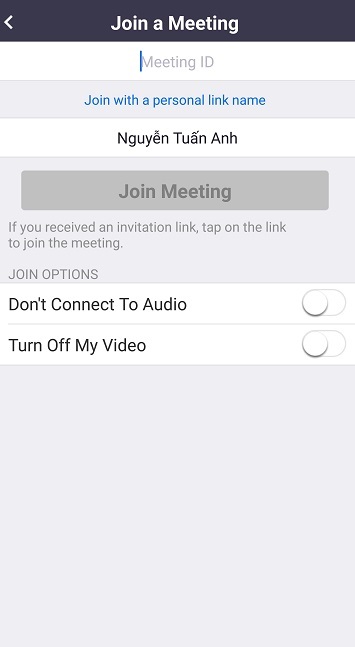 Join a Meeting
Meeting ID
Join with a personal link name
Nguyễn Tuấn Anh
Join Meeting
If you received an invitation link, tap on the link
to join the meeting.
JOIN OPTIONS
Don't Connect To Audio
Turn Off My Video